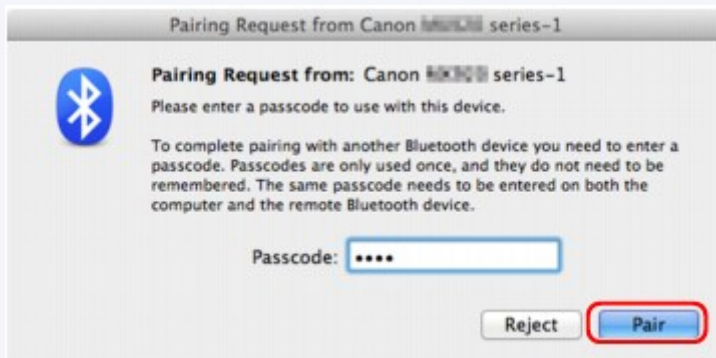 Pairing Request from Canon series-1
Pairing Request from: Canon series-1
Please enter a passcode to use with this device.
To complete pairing with another Bluetooth device you need to enter a
passcode. Passcodes are only used once, and they do not need to be
remembered. The same passcode needs to be entered on both the
computer and the remote Bluetooth device.
Passcode: ••••
Reject Pair